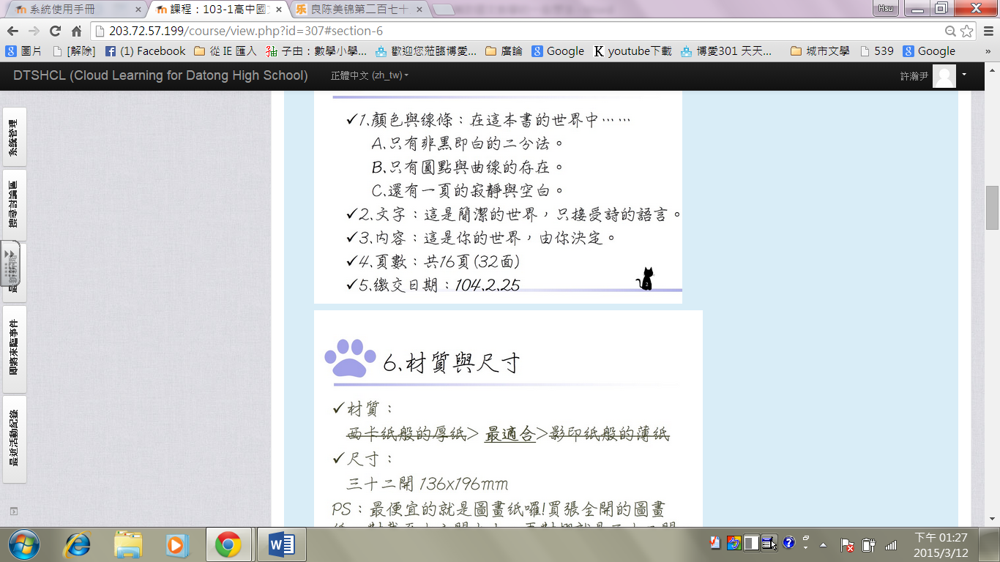 系統使用手冊
課程：103-1高中國文
良陈美锦第二百七十
Hsu
203.72.57.199/course/view.php?id=307#section-6
圖片 [解除] (1) Facebook 從 IE 匯入 子由：數學小學... 歡迎您蒞臨博愛... 廣論 Google youtube下載 博愛301 天天... 城市文學 539 Google »
DTSHCL (Cloud Learning for Datong High School) 正體中文 (zh_tw) 許瀚尹
系統管理
搜尋討論區
即將來臨事件
最近活動紀錄
✓1.顏色與線條：在這本書的世界中……
A.只有非黑即白的二分法。
B.只有圓點與曲線的存在。
C.還有一頁的寂靜與空白。
✓2.文字：這是簡潔的世界，只接受詩的語言。
✓3.內容：這是你的世界，由你決定。
✓4.頁數：共16頁(32面)
✓5.繳交日期：104.2.25
2
6.材質與尺寸
✓材質：
西卡紙般的厚紙> 最適合>影印紙般的薄紙
✓尺寸：
三十二開 136x196mm
PS：最便宜的就是圖畫紙囉!買張全開的圖畫
下午 01:27
2015/3/12